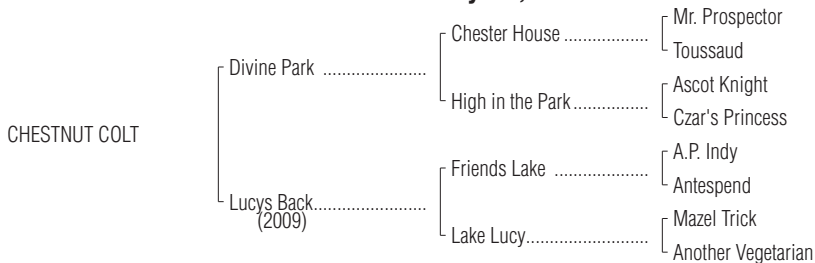 Mr. Prospector
Chester House
Toussaud
Divine Park
Ascot Knight
High in the Park
Czar's Princess
CHESTNUT COLT
A.P. Indy
Friends Lake
Antespend
Lucys Back
(2009)
Mazel Trick
Lake Lucy
Another Vegetarian